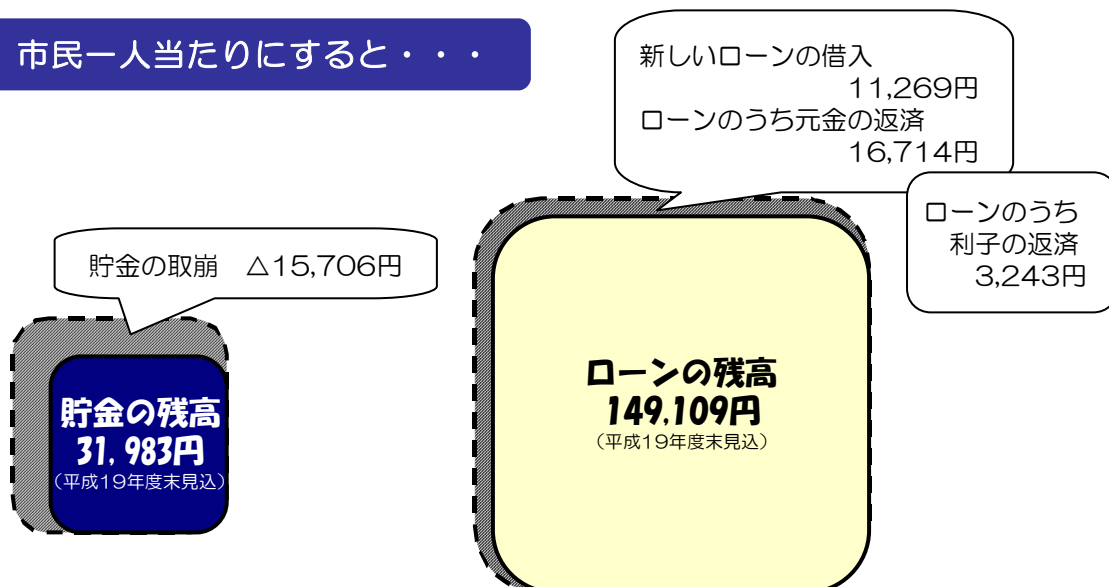 市民一人当たりにすると・・・
新しいローンの借入
11,269円
ローンのうち元金の返済
16,714円
ローンのうち
利子の返済
3,243円
貯金の取崩 △15,706円
貯金の残高
31,983円
(平成19年度末見込)
ローンの残高
149,109円
(平成19年度末見込)